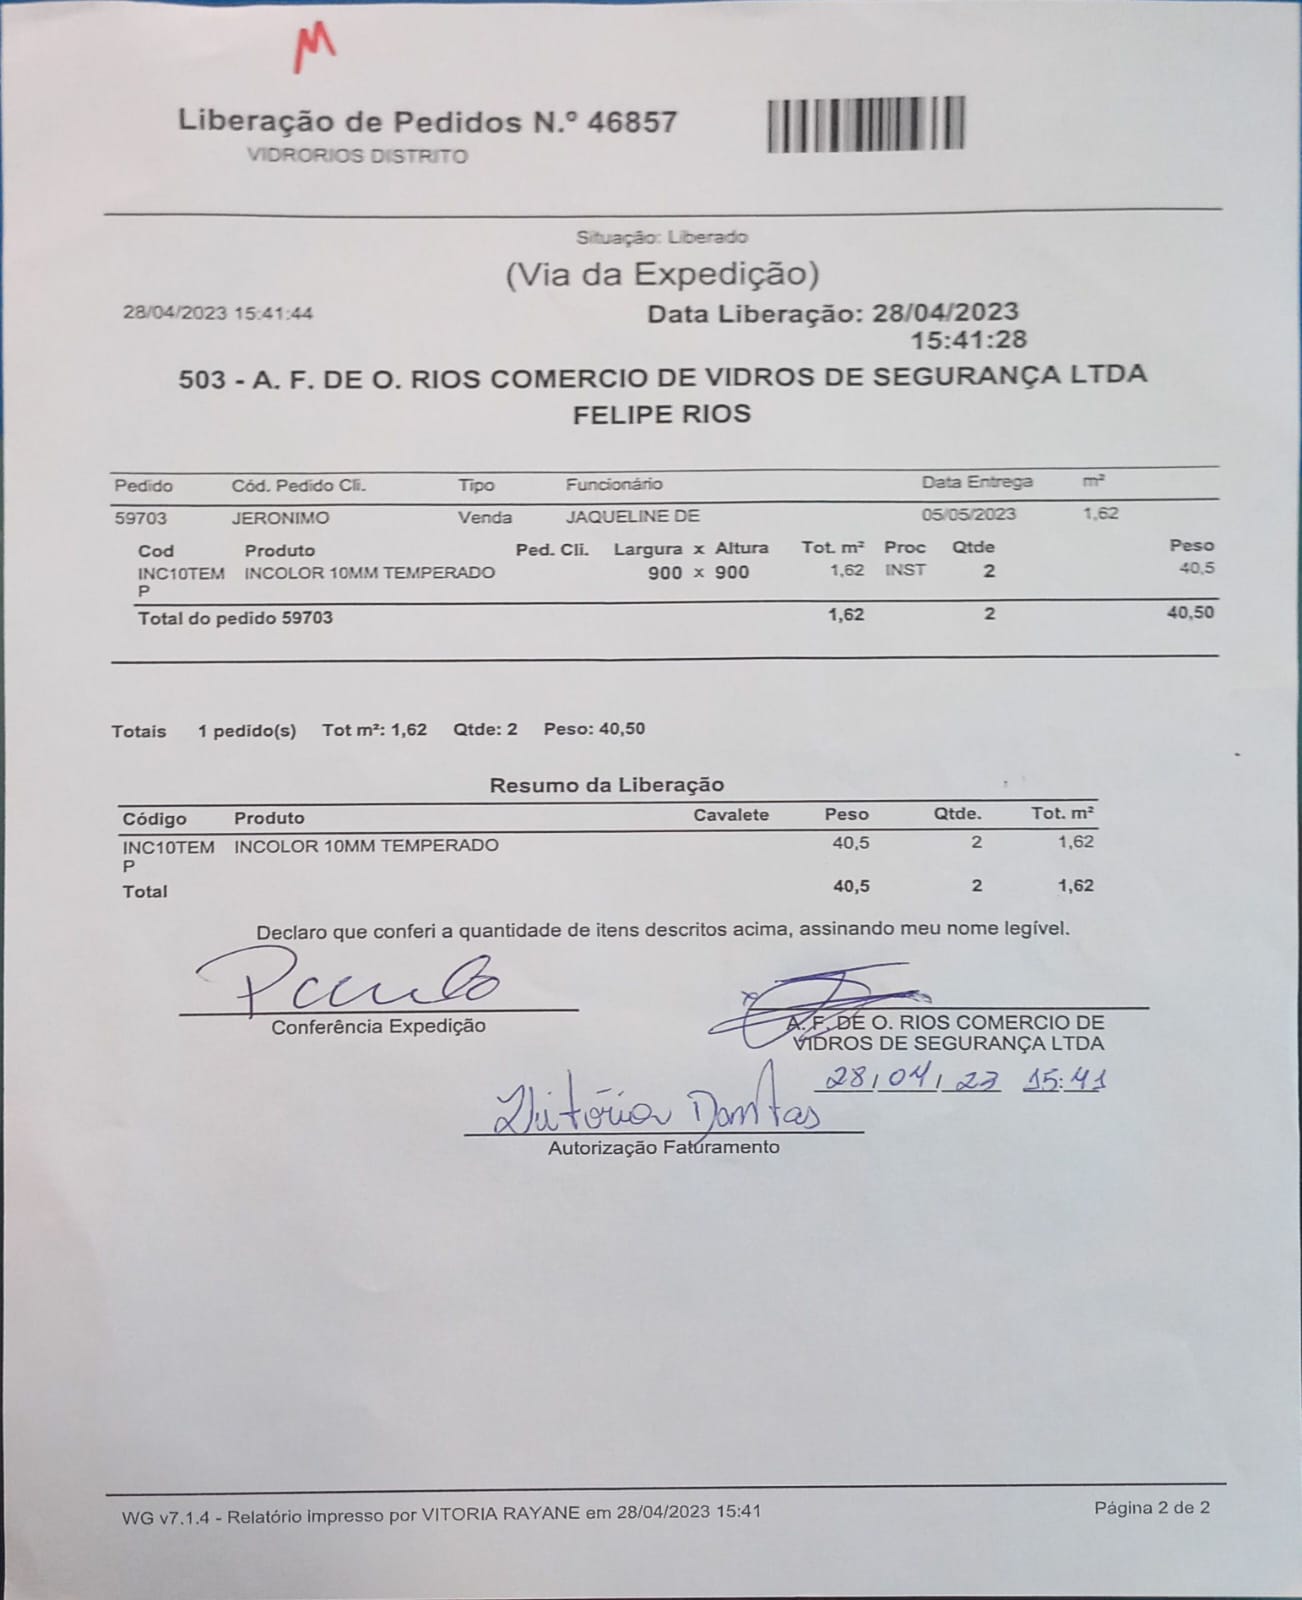 M
Liberação de Pedidos N.º 46857
VIDRORIOS DISTRITO
Situação: Liberado
(Via da Expedição)
28/04/2023 15:41:44 Data Liberação: 28/04/2023
15:41:28
503 - A. F. DE O. RIOS COMERCIO DE VIDROS DE SEGURANÇA LTDA
FELIPE RIOS
Pedido Cód. Pedido Cli. Tipo Funcionário Data Entrega m²
59703 JERONIMO Venda JAQUELINE DE 05/05/2023 1,62
Cod Produto Ped. Cli. Largura x Altura Tot. m² Proc Qtde Peso
INC10TEM INCOLOR 10MM TEMPERADO 900 x 900 1,62 INST 2 40,5
P
Total do pedido 59703 1,62 2 40,50
Totais 1 pedido(s) Tot m²: 1,62 Qtde: 2 Peso: 40,50
Resumo da Liberação
Código Produto Cavalete Peso Qtde. Tot. m²
INC10TEM INCOLOR 10MM TEMPERADO 40,5 2 1,62
P
Total 40,5 2 1,62
Declaro que conferi a quantidade de itens descritos acima, assinando meu nome legível.
Paulo
Conferência Expedição
A. F. DE O. RIOS COMERCIO DE
VIDROS DE SEGURANÇA LTDA
28/04/23 15:41
Vitória Dantas
Autorização Faturamento
WG v7.1.4 - Relatório impresso por VITORIA RAYANE em 28/04/2023 15:41 Página 2 de 2